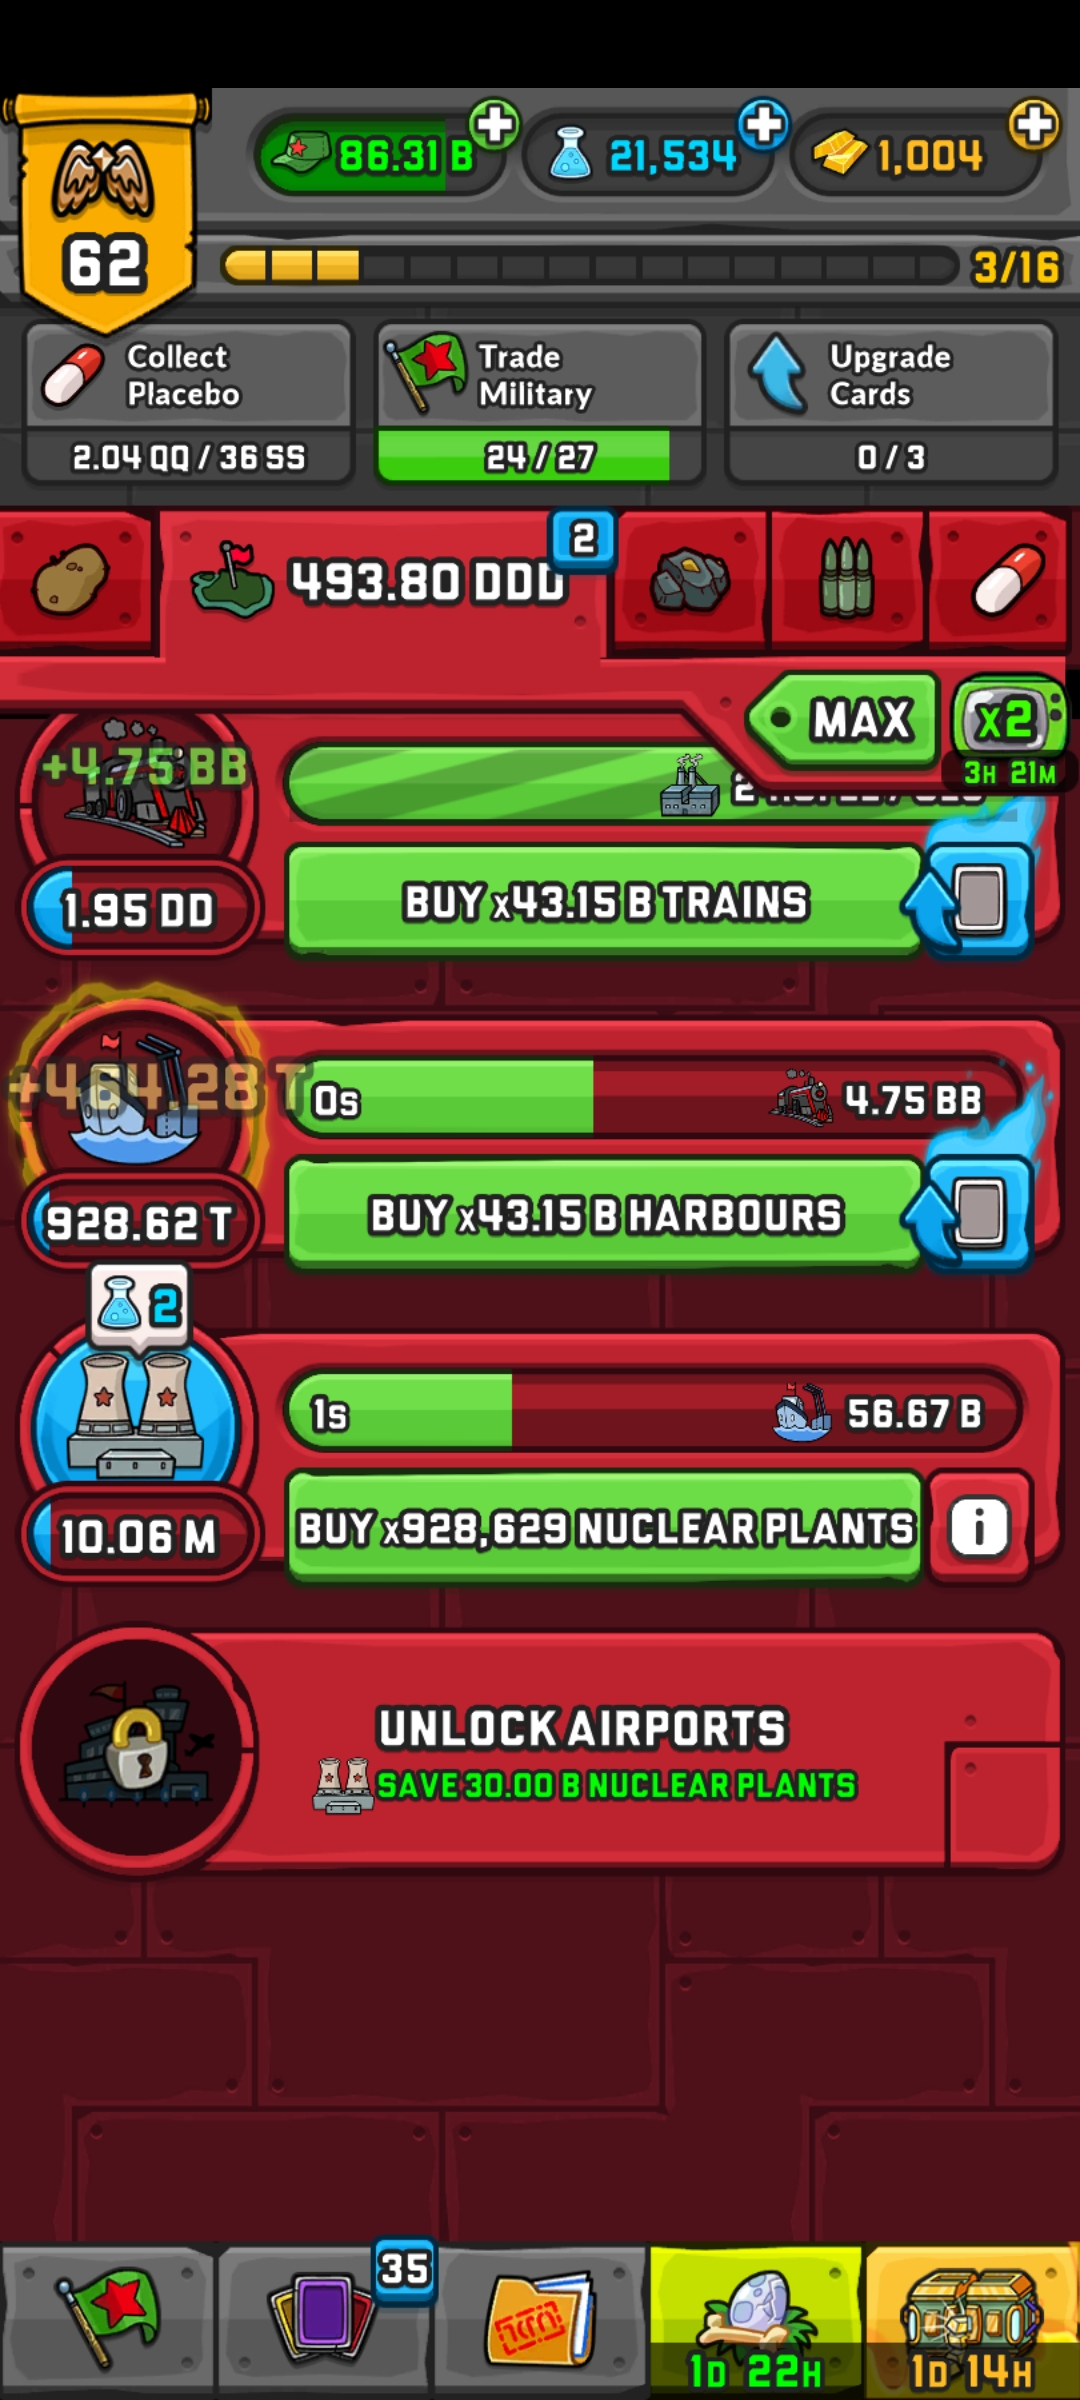 86.31 B
21,534
1,004
62
3/16
Collect
Placebo
Trade
Military
Upgrade
Cards
2.04 QQ / 36 SS
24 / 27
0 / 3
2
493.80 DDD
MAX
x2
3H 21M
+4.75 BB
1.95 DD
BUY x43.15 B TRAINS
+464.28 T
0s
4.75 BB
928.62 T
BUY x43.15 B HARBOURS
2
1s
56.67 B
10.06 M
BUY x928,629 NUCLEAR PLANTS
i
UNLOCK AIRPORTS
SAVE 30.00 B NUCLEAR PLANTS
35
1D 22H
1D 14H